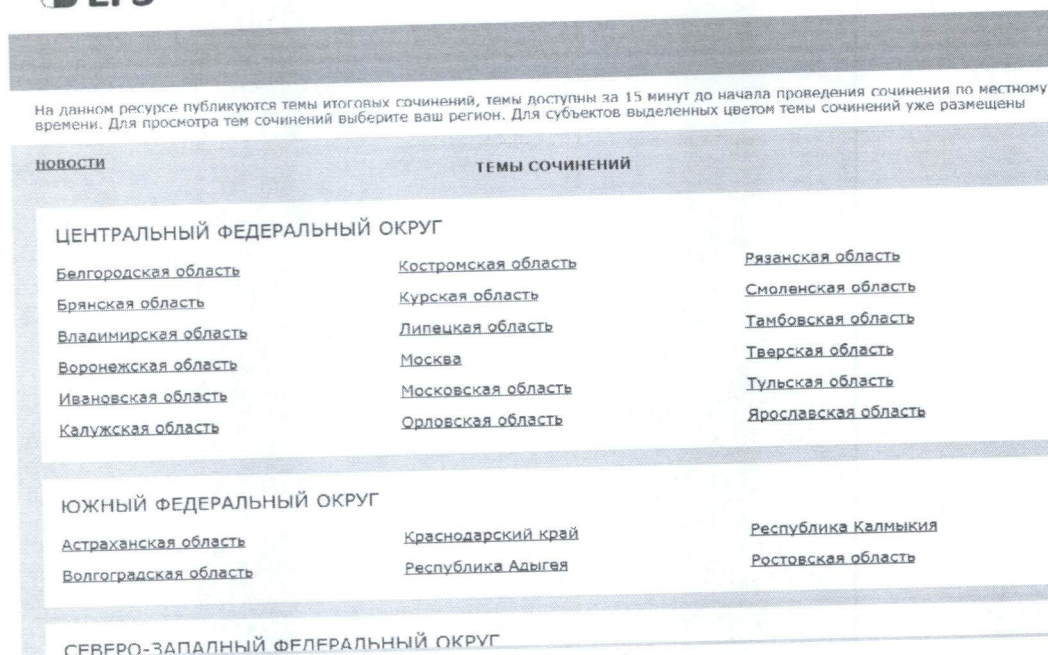 На данном ресурсе публикуются темы итоговых сочинений, темы доступны за 15 минут до начала проведения сочинения по местному
времени. Для просмотра тем сочинений выберите ваш регион. Для субъектов выделенных цветом темы сочинений уже размещены
НОВОСТИ
ТЕМЫ СОЧИНЕНИЙ
ЦЕНТРАЛЬНЫЙ ФЕДЕРАЛЬНЫЙ ОКРУГ
Белгородская область Костромская область Рязанская область
Брянская область Курская область Смоленская область
Владимирская область Липецкая область Тамбовская область
Воронежская область Москва Тверская область
Ивановская область Московская область Тульская область
Калужская область Орловская область Ярославская область
ЮЖНЫЙ ФЕДЕРАЛЬНЫЙ ОКРУГ
Астраханская область Краснодарский край Республика Калмыкия
Волгоградская область Республика Адыгея Ростовская область
СЕВЕРО-ЗАПАДНЫЙ ФЕДЕРАЛЬНЫЙ ОКРУГ